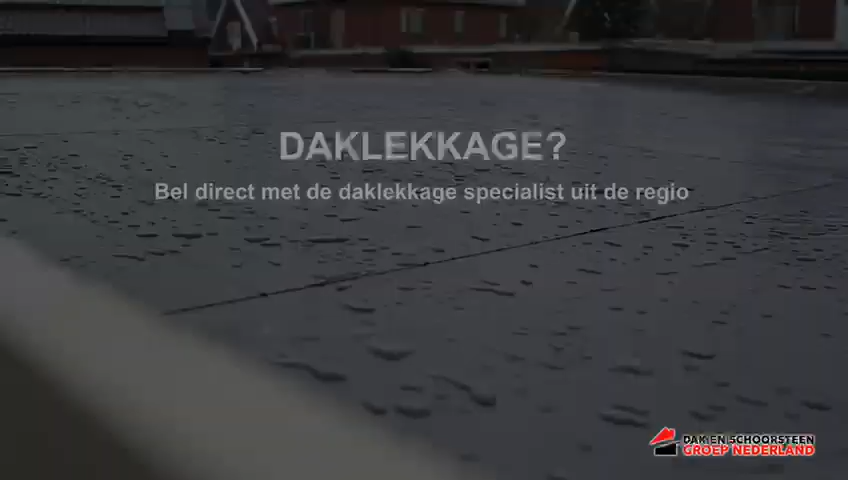 DAKLEKKAGE?
Bel direct met de daklekkage specialist uit de regio
DAK EN SCHOORSTEEN
GROEP NEDERLAND